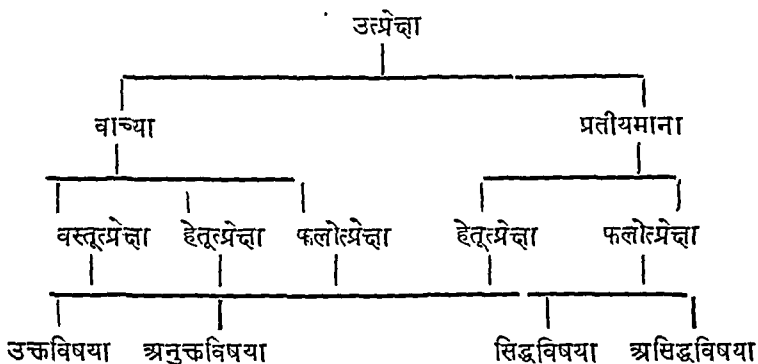 उत्प्रेक्षा
वाच्या प्रतीयमाना
वस्तूत्प्रेक्षा हेतूत्प्रेक्षा फलोत्प्रेक्षा हेतूत्प्रेक्षा फलोत्प्रेक्षा
उक्तविषया अनुक्तविषया सिद्धविषया असिद्धविषया